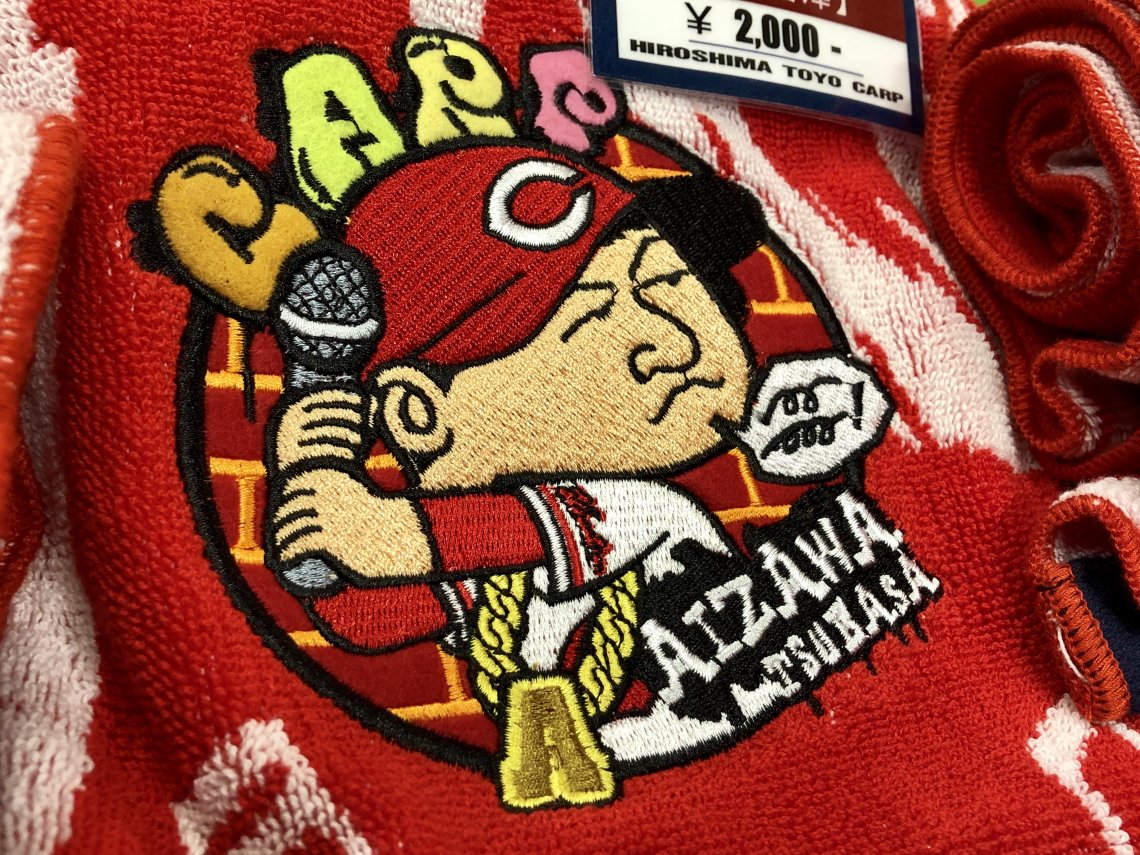 ¥ 2,000 -
HIROSHIMA TOYO CARP
CARP
C
AIZAWA
TSUBASA
A